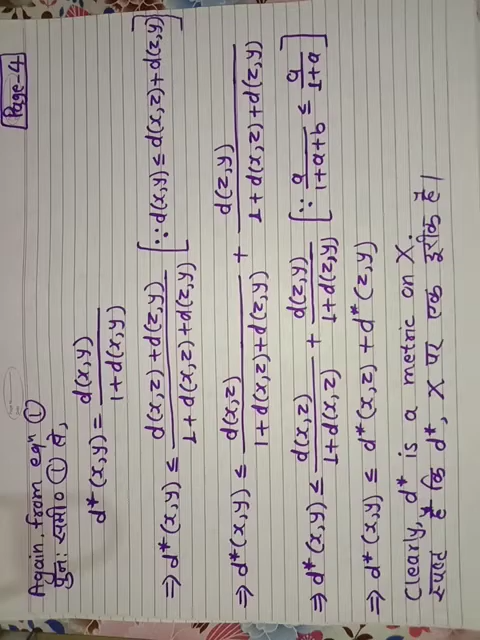 Page-4
Again, from eqⁿ ①
पुनः समी० ① से,
d*(x,y) = d(x,y) / 1+d(x,y)
⇒ d*(x,y) ≤ d(x,z)+d(z,y) / 1+d(x,z)+d(z,y) [∵ d(x,y) ≤ d(x,z)+d(z,y)]
⇒ d*(x,y) ≤ d(x,z) / 1+d(x,z)+d(z,y) + d(z,y) / 1+d(x,z)+d(z,y)
⇒ d*(x,y) ≤ d(x,z) / 1+d(x,z) + d(z,y) / 1+d(z,y) [∵ a / 1+a+b ≤ a / 1+a]
⇒ d*(x,y) ≤ d*(x,z) + d*(z,y)
Clearly, d* is a metric on X.
स्पष्ट है कि d*, X पर एक दूरीक है।